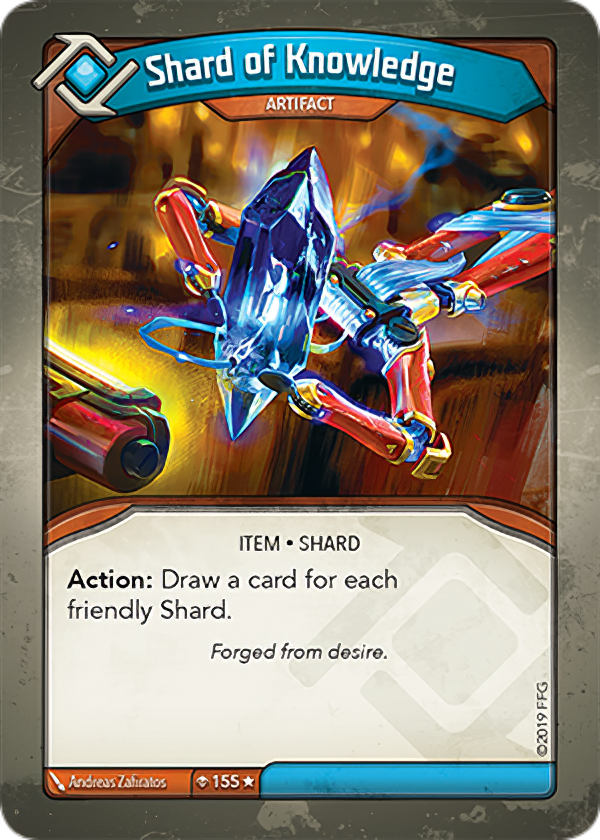 Shard of Knowledge
ARTIFACT
ITEM • SHARD
Action: Draw a card for each
friendly Shard.
Forged from desire.
©2019 FFG
Andreas Zafiratos
155